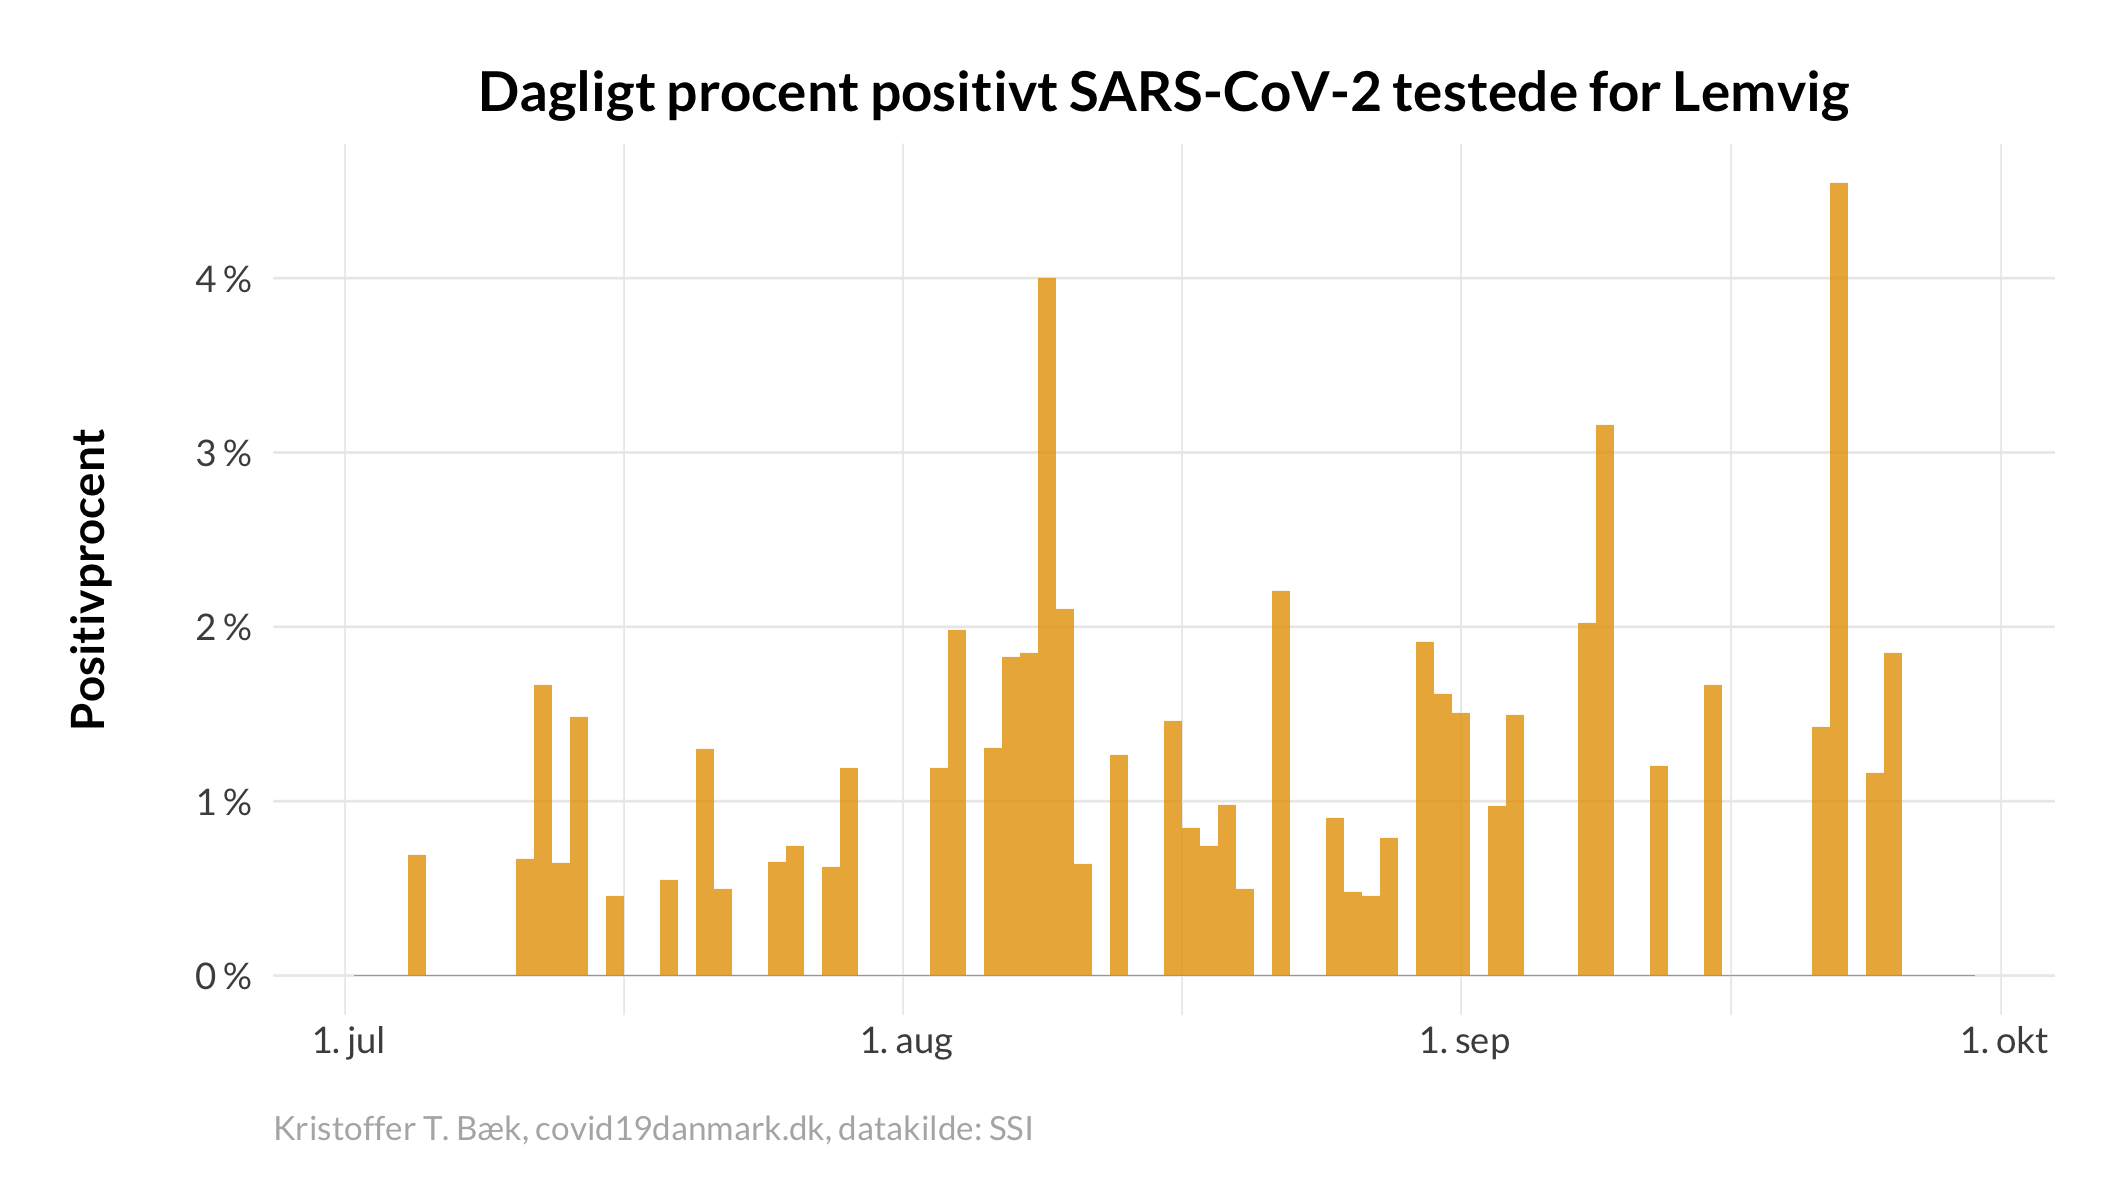 Dagligt procent positivt SARS-CoV-2 testede for Lemvig
Positivprocent
4 %
3 %
2 %
1 %
0 %
1. jul
1. aug
1. sep
1. okt
Kristoffer T. Bæk, covid19danmark.dk, datakilde: SSI